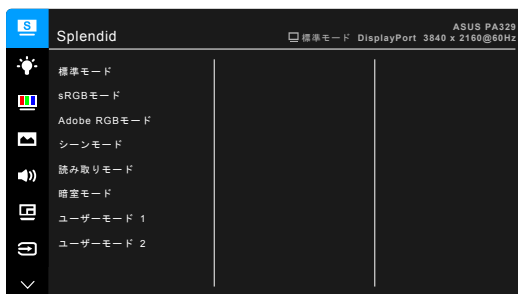 S
ASUS PA329
Splendid
標準モード DisplayPort 3840 x 2160@60Hz
標準モード
sRGBモード
Adobe RGBモード
シーンモード
読み取りモード
暗室モード
ユーザーモード 1
ユーザーモード 2